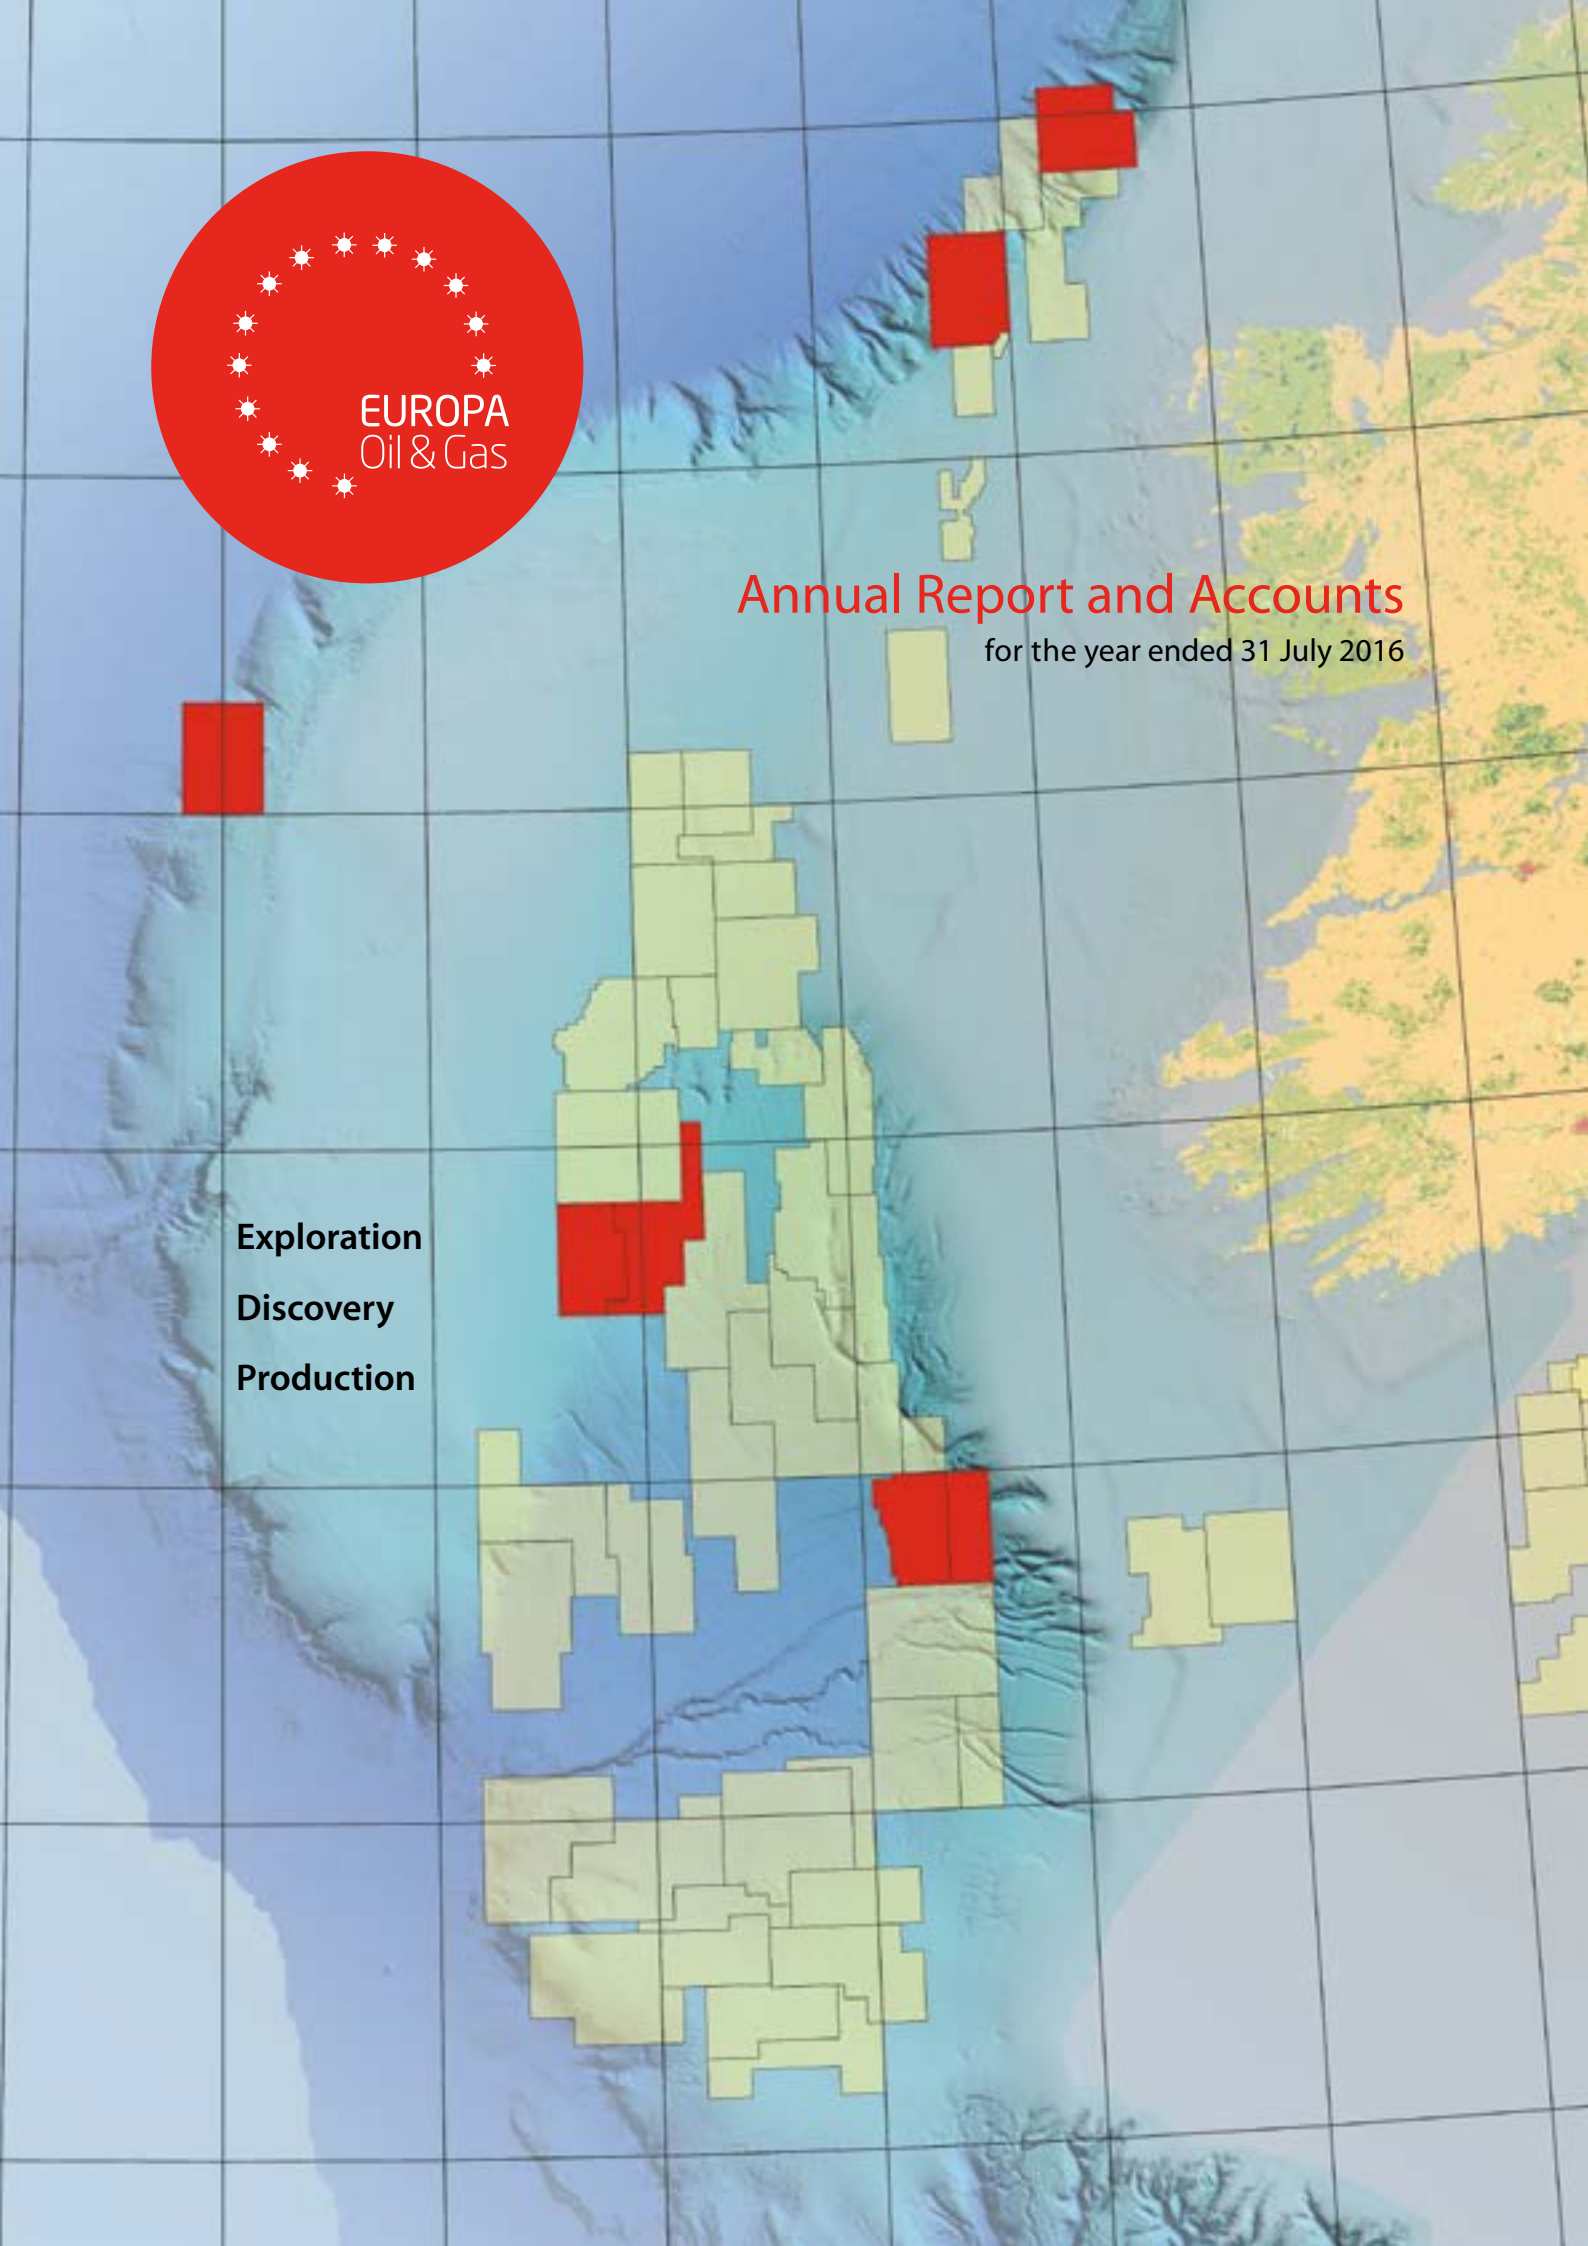 EUROPA
Oil & Gas
Annual Report and Accounts
for the year ended 31 July 2016
Exploration
Discovery
Production